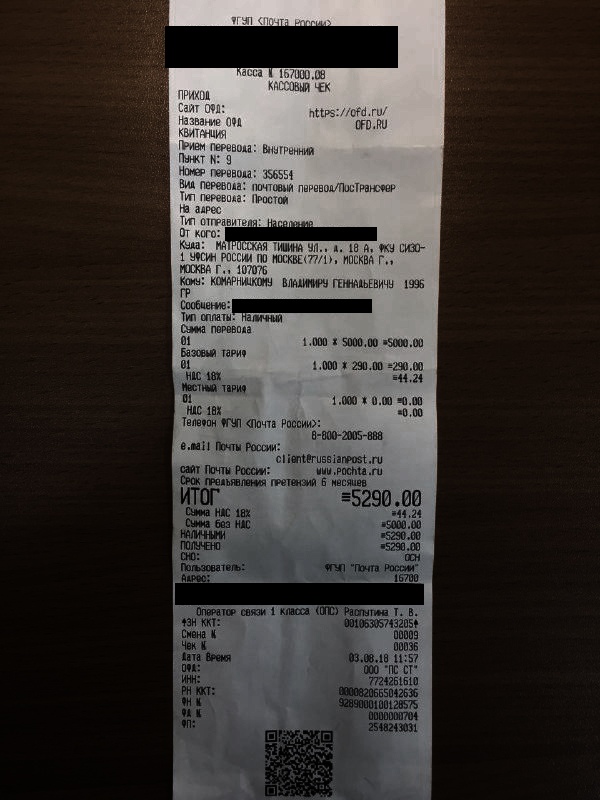 ФГУП <Почта России>
Касса № 167000.08
КАССОВЫЙ ЧЕК
ПРИХОД
Сайт ОФД: https://ofd.ru/
Название ОФД OFD.RU
КВИТАНЦИЯ
Прием перевода: Внутренний
Пункт N: 9
Номер перевода: 356554
Вид перевода: почтовый перевод/ПосТрансфер
Тип перевода: Простой
На адрес
Тип отправителя: Население
От кого:
Куда: МАТРОССКАЯ ТИШИНА УЛ., д. 18 А, ФКУ СИЗО-
1 УФСИН РОССИИ ПО МОСКВЕ(77/1), МОСКВА Г.,
МОСКВА Г., 107076
Кому: КОМАРНИЦКОМУ ВЛАДИМИРУ ГЕННАДЬЕВИЧУ 1996
ГР
Сообщение:
Тип оплаты: Наличный
Сумма перевода
01 1.000 * 5000.00 =5000.00
Базовый тариф
01 1.000 * 290.00 =290.00
НДС 18% =44.24
Местный тариф
01 1.000 * 0.00 =0.00
НДС 18% =0.00
Телефон ФГУП <Почта России>:
8-800-2005-888
e.mail Почты России:
client@russianpost.ru
сайт Почты России: www.pochta.ru
Срок предъявления претензий 6 месяцев
ИТОГ =5290.00
Сумма НДС 18% =44.24
Сумма без НДС =5000.00
НАЛИЧНЫМИ =5290.00
ПОЛУЧЕНО =5290.00
СНО: ОСН
Пользователь: ФГУП "Почта России"
Адрес: 16700
Оператор связи 1 класса (ОПС) Распутина Т. В.
ЗН ККТ: 00106305743205
Смена № 00009
Чек № 00036
Дата Время 03.08.18 11:57
ОФД: ООО "ПС СТ"
ИНН: 7724261610
РН ККТ: 0000820665042636
ФН № 9289000100128575
ФД № 0000000704
ФП: 2548243031